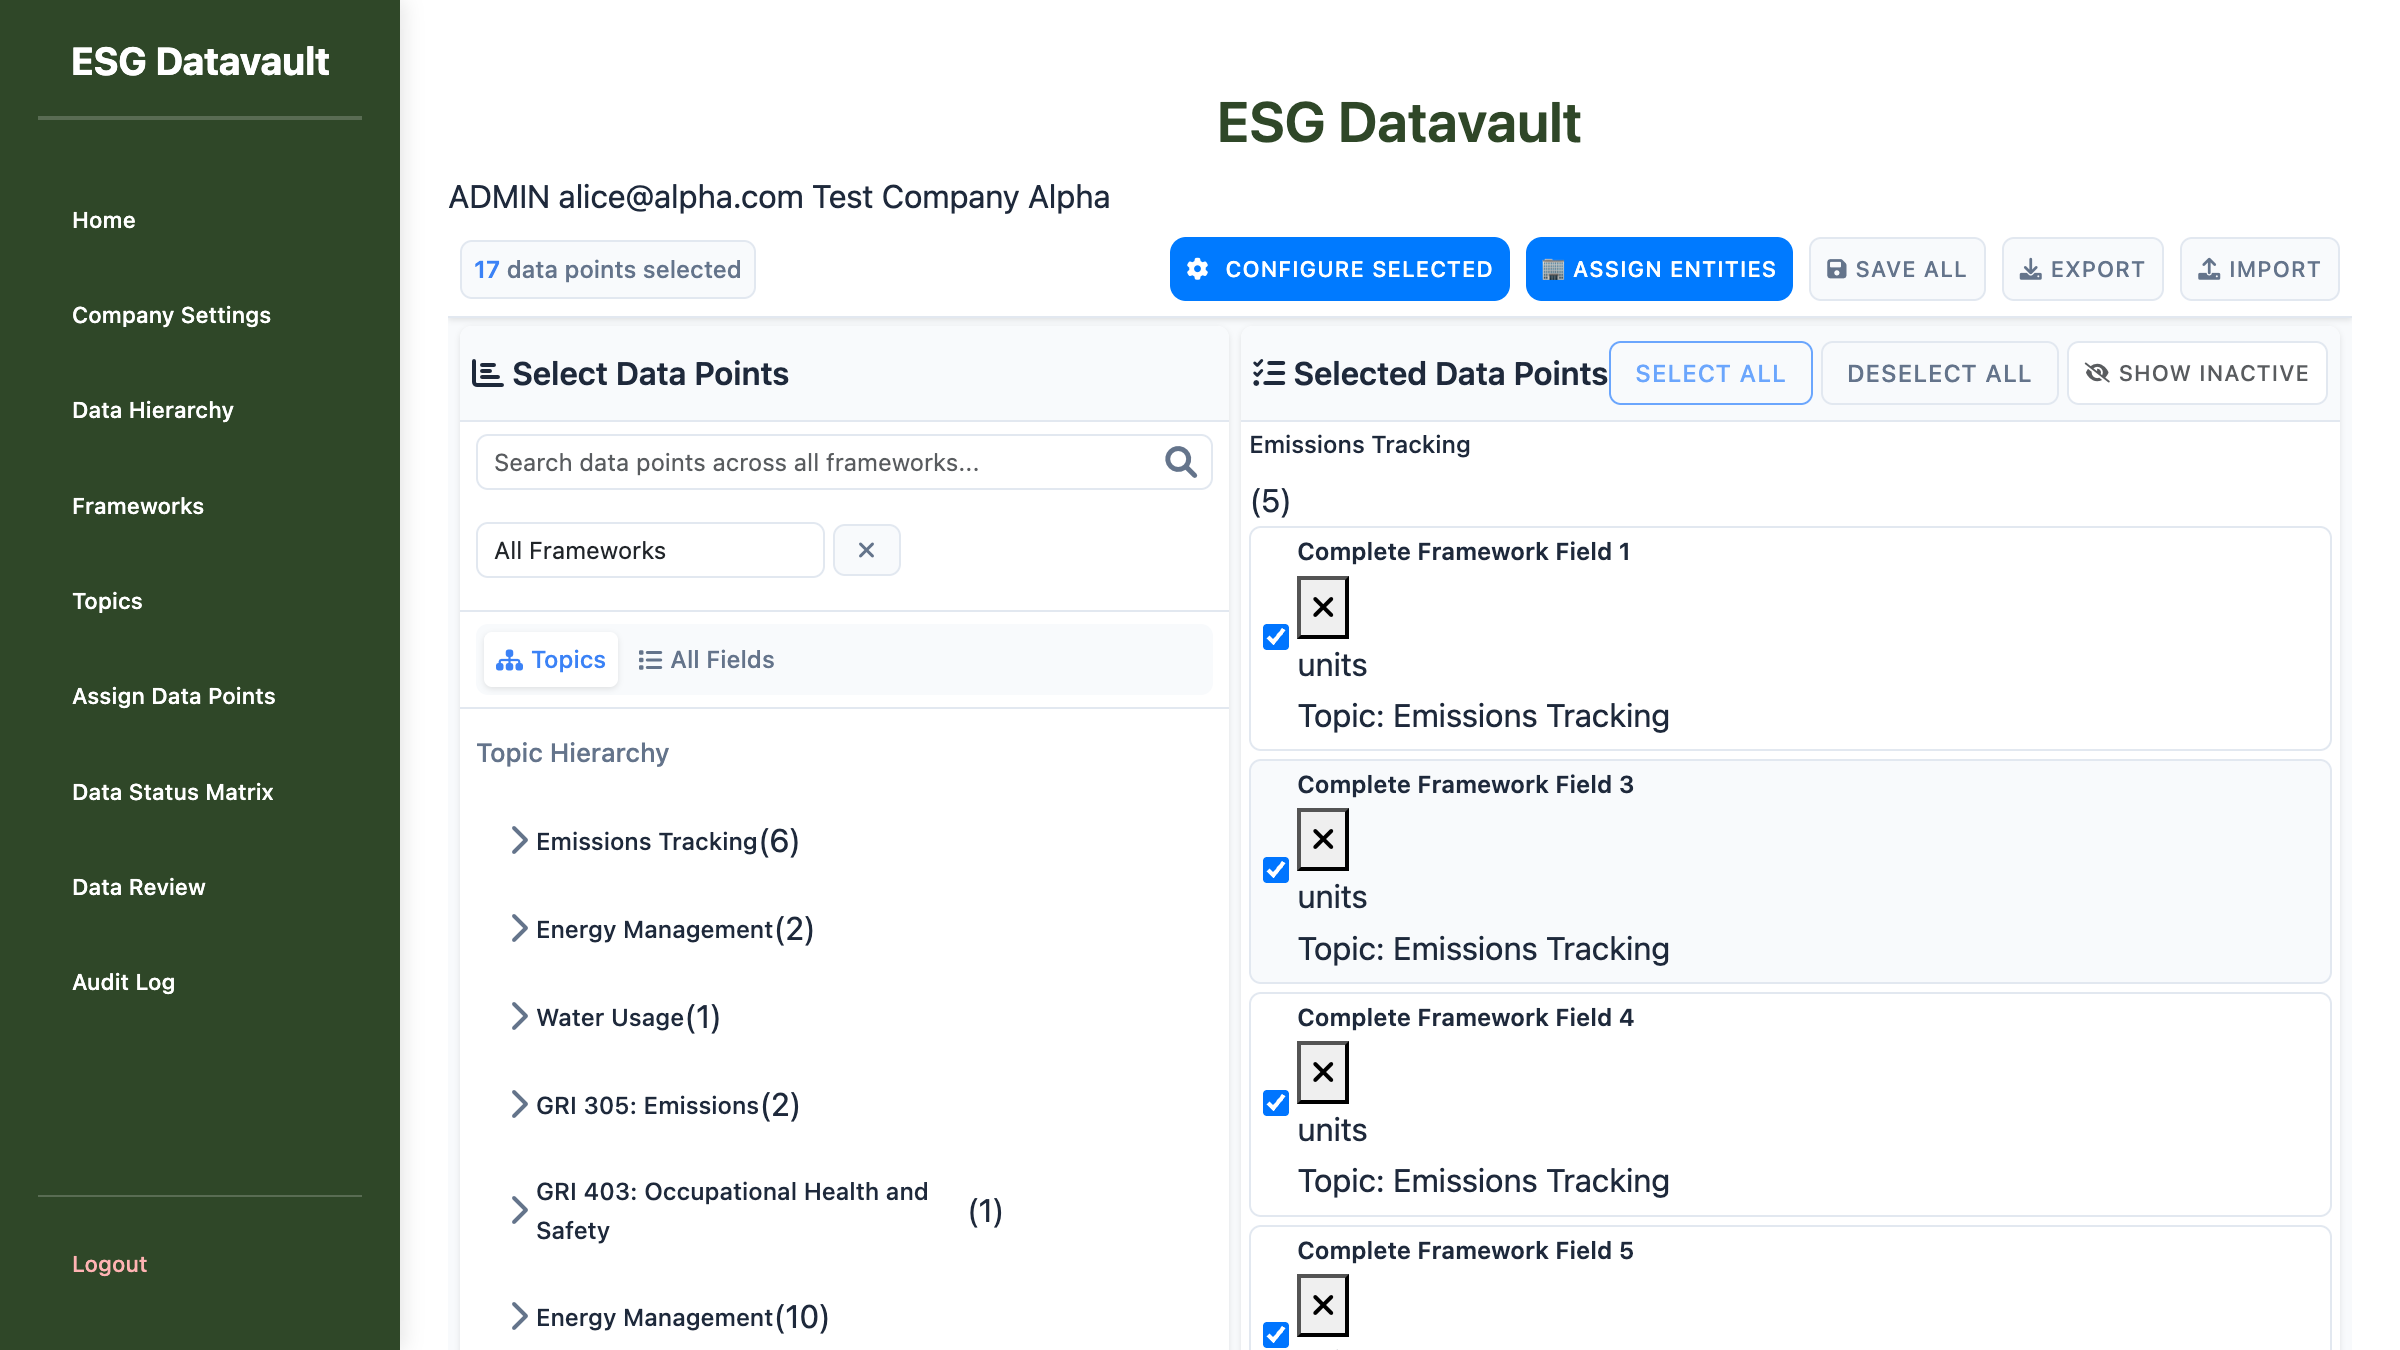 ESG Datavault
Home
Company Settings
Data Hierarchy
Frameworks
Topics
Assign Data Points
Data Status Matrix
Data Review
Audit Log
Logout
ESG Datavault
ADMIN alice@alpha.com Test Company Alpha
17 data points selected
CONFIGURE SELECTED
ASSIGN ENTITIES
SAVE ALL
EXPORT
IMPORT
Select Data Points
Search data points across all frameworks...
All Frameworks
Topics
All Fields
Topic Hierarchy
Emissions Tracking(6)
Energy Management(2)
Water Usage(1)
GRI 305: Emissions(2)
GRI 403: Occupational Health and
Safety
(1)
Energy Management(10)
Selected Data Points
SELECT ALL
DESELECT ALL
SHOW INACTIVE
Emissions Tracking
(5)
Complete Framework Field 1
units
Topic: Emissions Tracking
Complete Framework Field 3
units
Topic: Emissions Tracking
Complete Framework Field 4
units
Topic: Emissions Tracking
Complete Framework Field 5